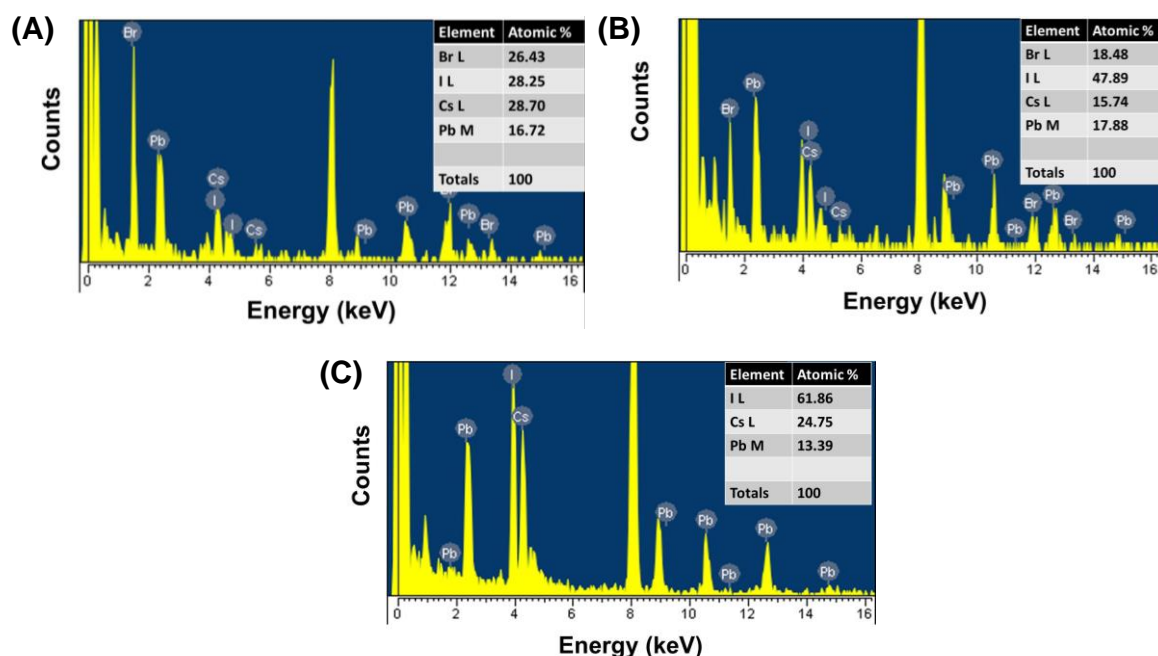 (A)
Counts
Br
Pb
Cs
I
I
Cs
Pb
Pb
Br
Pb
Br
Pb
Element Atomic %
Br L 26.43
I L 28.25
Cs L 28.70
Pb M 16.72
Totals 100
0 2 4 6 8 10 12 14 16
Energy (keV)
(B)
Counts
Br
Pb
I
Cs
I
Cs
Pb
Pb
Pb
Br
Pb
Br
Pb
Element Atomic %
Br L 18.48
I L 47.89
Cs L 15.74
Pb M 17.88
Totals 100
0 2 4 6 8 10 12 14 16
Energy (keV)
(C)
Counts
Pb
Pb
I
Cs
Pb
Pb
Pb
Pb
Pb
Element Atomic %
I L 61.86
Cs L 24.75
Pb M 13.39
Totals 100
0 2 4 6 8 10 12 14 16
Energy (keV)